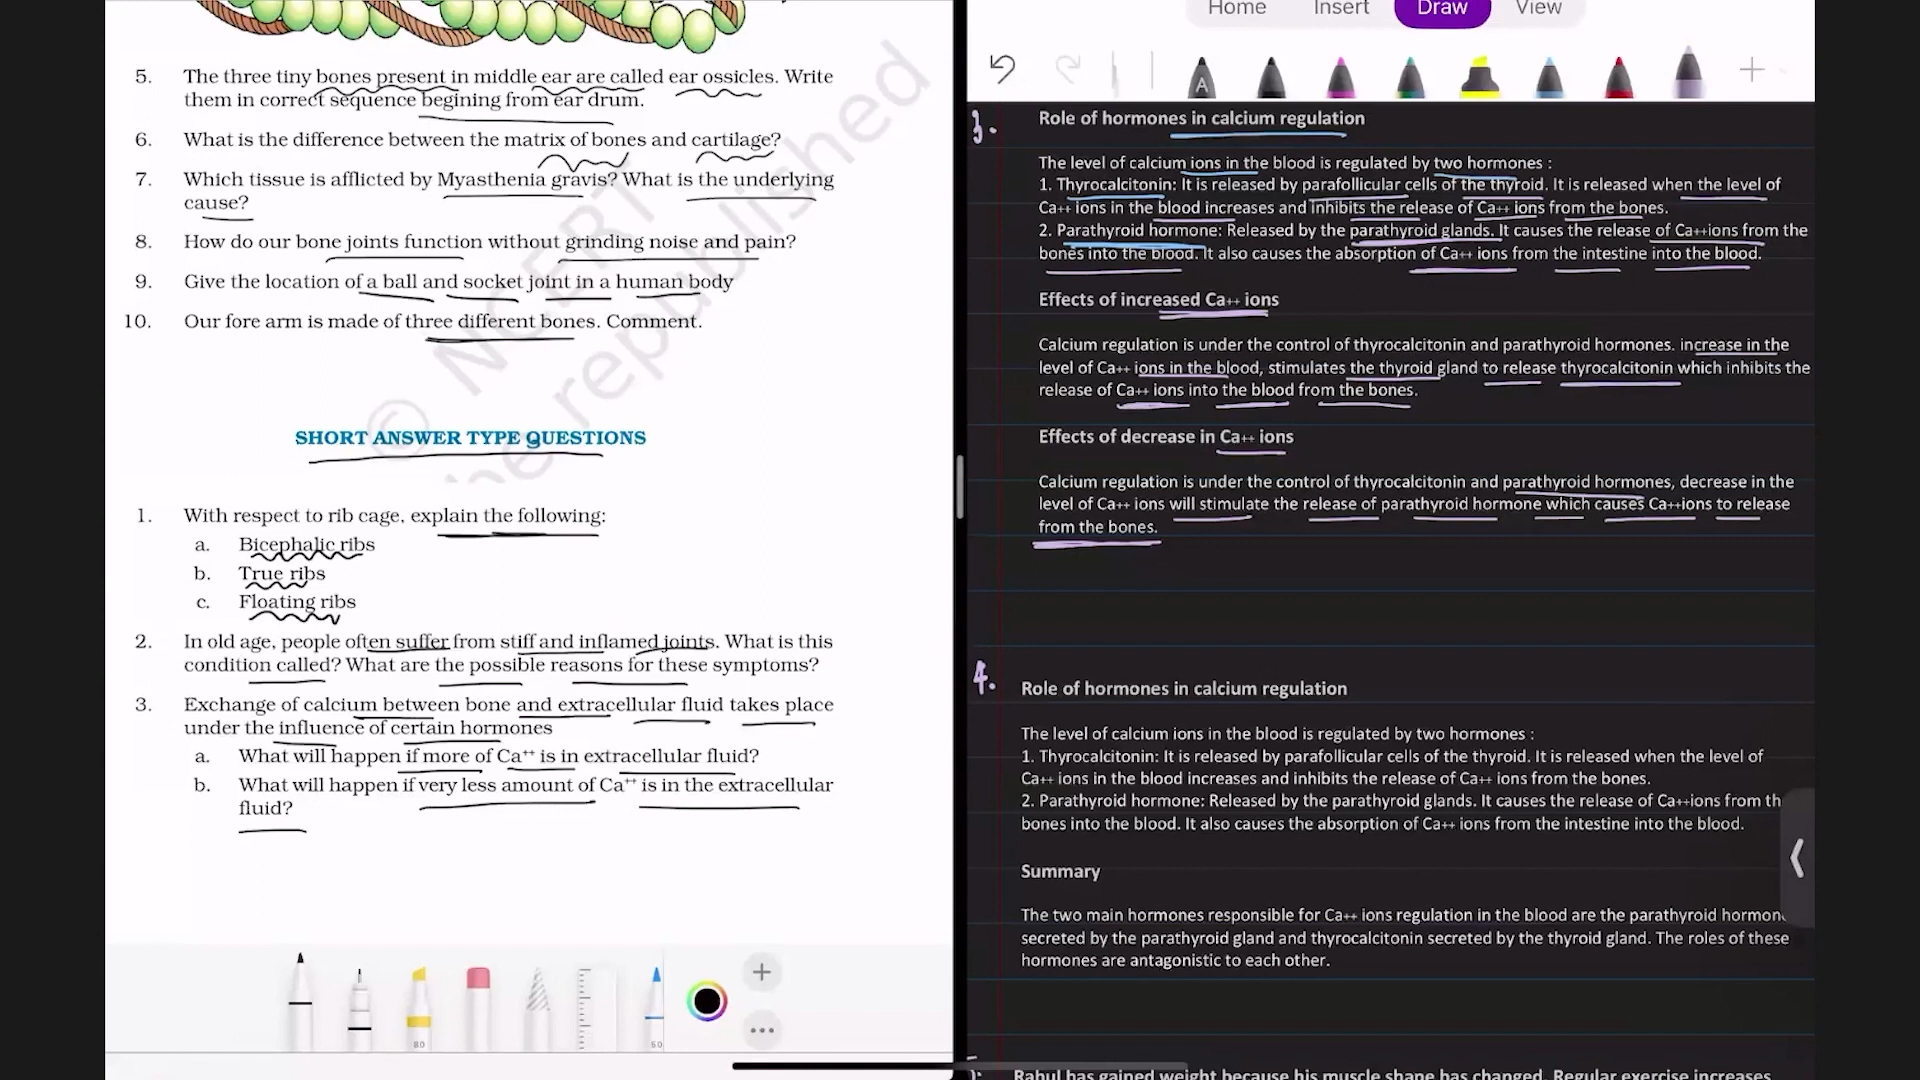 5. The three tiny bones present in middle ear are called ear ossicles. Write
them in correct sequence begining from ear drum.
6. What is the difference between the matrix of bones and cartilage?
7. Which tissue is afflicted by Myasthenia gravis? What is the underlying
cause?
8. How do our bone joints function without grinding noise and pain?
9. Give the location of a ball and socket joint in a human body
10. Our fore arm is made of three different bones. Comment.
© NCERT
be republished
SHORT ANSWER TYPE QUESTIONS
1. With respect to rib cage, explain the following:
a. Bicephalic ribs
b. True ribs
c. Floating ribs
2. In old age, people often suffer from stiff and inflamed joints. What is this
condition called? What are the possible reasons for these symptoms?
3. Exchange of calcium between bone and extracellular fluid takes place
under the influence of certain hormones
a. What will happen if more of Ca++ is in extracellular fluid?
b. What will happen if very less amount of Ca++ is in the extracellular
fluid?
80
50
Home Insert Draw View
A
3. Role of hormones in calcium regulation
The level of calcium ions in the blood is regulated by two hormones :
1. Thyrocalcitonin: It is released by parafollicular cells of the thyroid. It is released when the level of
Ca++ ions in the blood increases and inhibits the release of Ca++ ions from the bones.
2. Parathyroid hormone: Released by the parathyroid glands. It causes the release of Ca++ions from the
bones into the blood. It also causes the absorption of Ca++ ions from the intestine into the blood.
Effects of increased Ca++ ions
Calcium regulation is under the control of thyrocalcitonin and parathyroid hormones. increase in the
level of Ca++ ions in the blood, stimulates the thyroid gland to release thyrocalcitonin which inhibits the
release of Ca++ ions into the blood from the bones.
Effects of decrease in Ca++ ions
Calcium regulation is under the control of thyrocalcitonin and parathyroid hormones, decrease in the
level of Ca++ ions will stimulate the release of parathyroid hormone which causes Ca++ions to release
from the bones.
4. Role of hormones in calcium regulation
The level of calcium ions in the blood is regulated by two hormones :
1. Thyrocalcitonin: It is released by parafollicular cells of the thyroid. It is released when the level of
Ca++ ions in the blood increases and inhibits the release of Ca++ ions from the bones.
2. Parathyroid hormone: Released by the parathyroid glands. It causes the release of Ca++ions from th
bones into the blood. It also causes the absorption of Ca++ ions from the intestine into the blood.
Summary
The two main hormones responsible for Ca++ ions regulation in the blood are the parathyroid hormon
secreted by the parathyroid gland and thyrocalcitonin secreted by the thyroid gland. The roles of these
hormones are antagonistic to each other.
Rahul has gained weight because his muscle shape has changed. Regular exercise increases